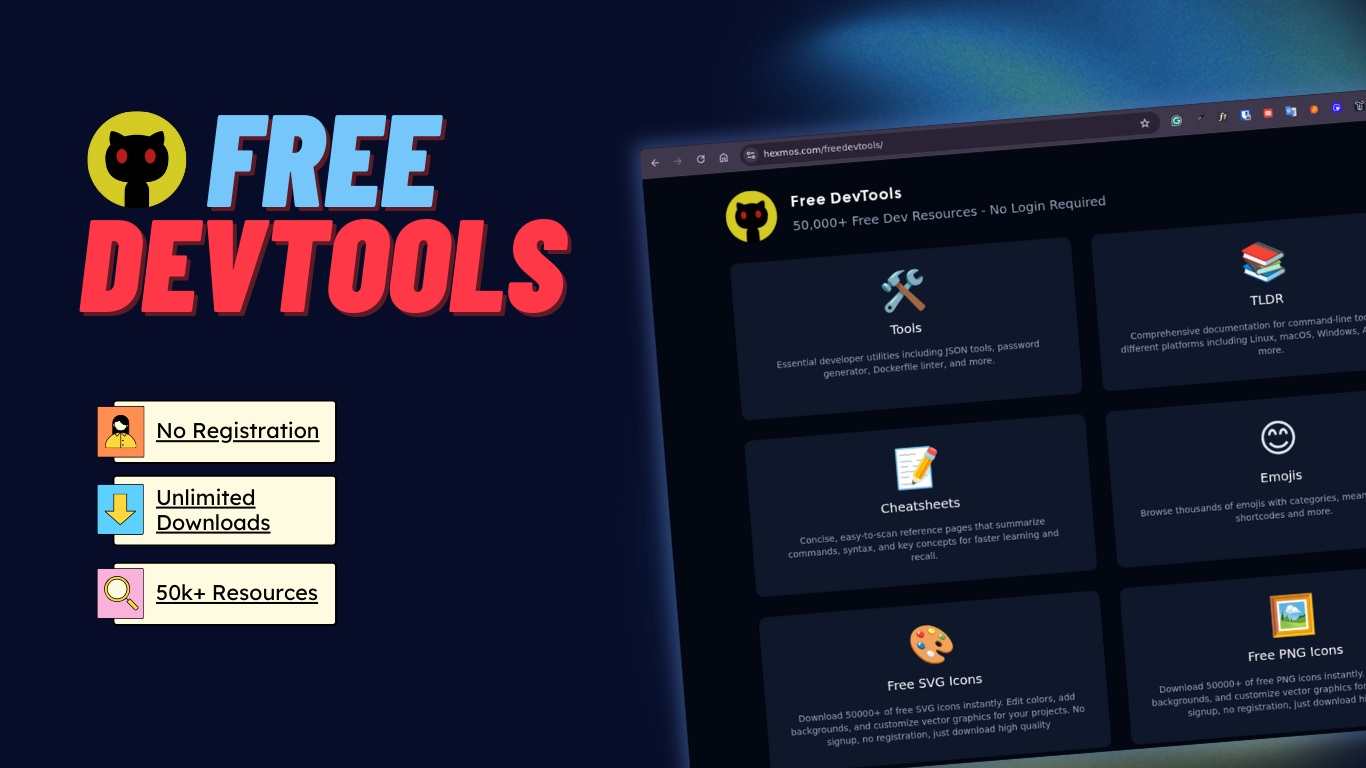 FREE
DEVTOOLS
No Registration
Unlimited
Downloads
50k+ Resources
hexmos.com/freedevtools/
Free DevTools
50,000+ Free Dev Resources - No Login Required
Tools
Essential developer utilities including JSON tools, password
generator, Dockerfile linter, and more.
TLDR
Comprehensive documentation for command-line
different platforms including Linux, macOS, Windows,
more.
Cheatsheets
Concise, easy-to-scan reference pages that summarize
commands, syntax, and key concepts for faster learning and
recall.
Emojis
Browse thousands of emojis with categories,
shortcodes and more.
Free SVG Icons
Download 50000+ of free SVG icons instantly. Edit colors, add
backgrounds, and customize vector graphics for your projects. No
signup, no registration, just download high quality
Free PNG Icons
Download 50000+ of free PNG icons instantly.
backgrounds, and customize vector graphics for
signup, no registration, just download